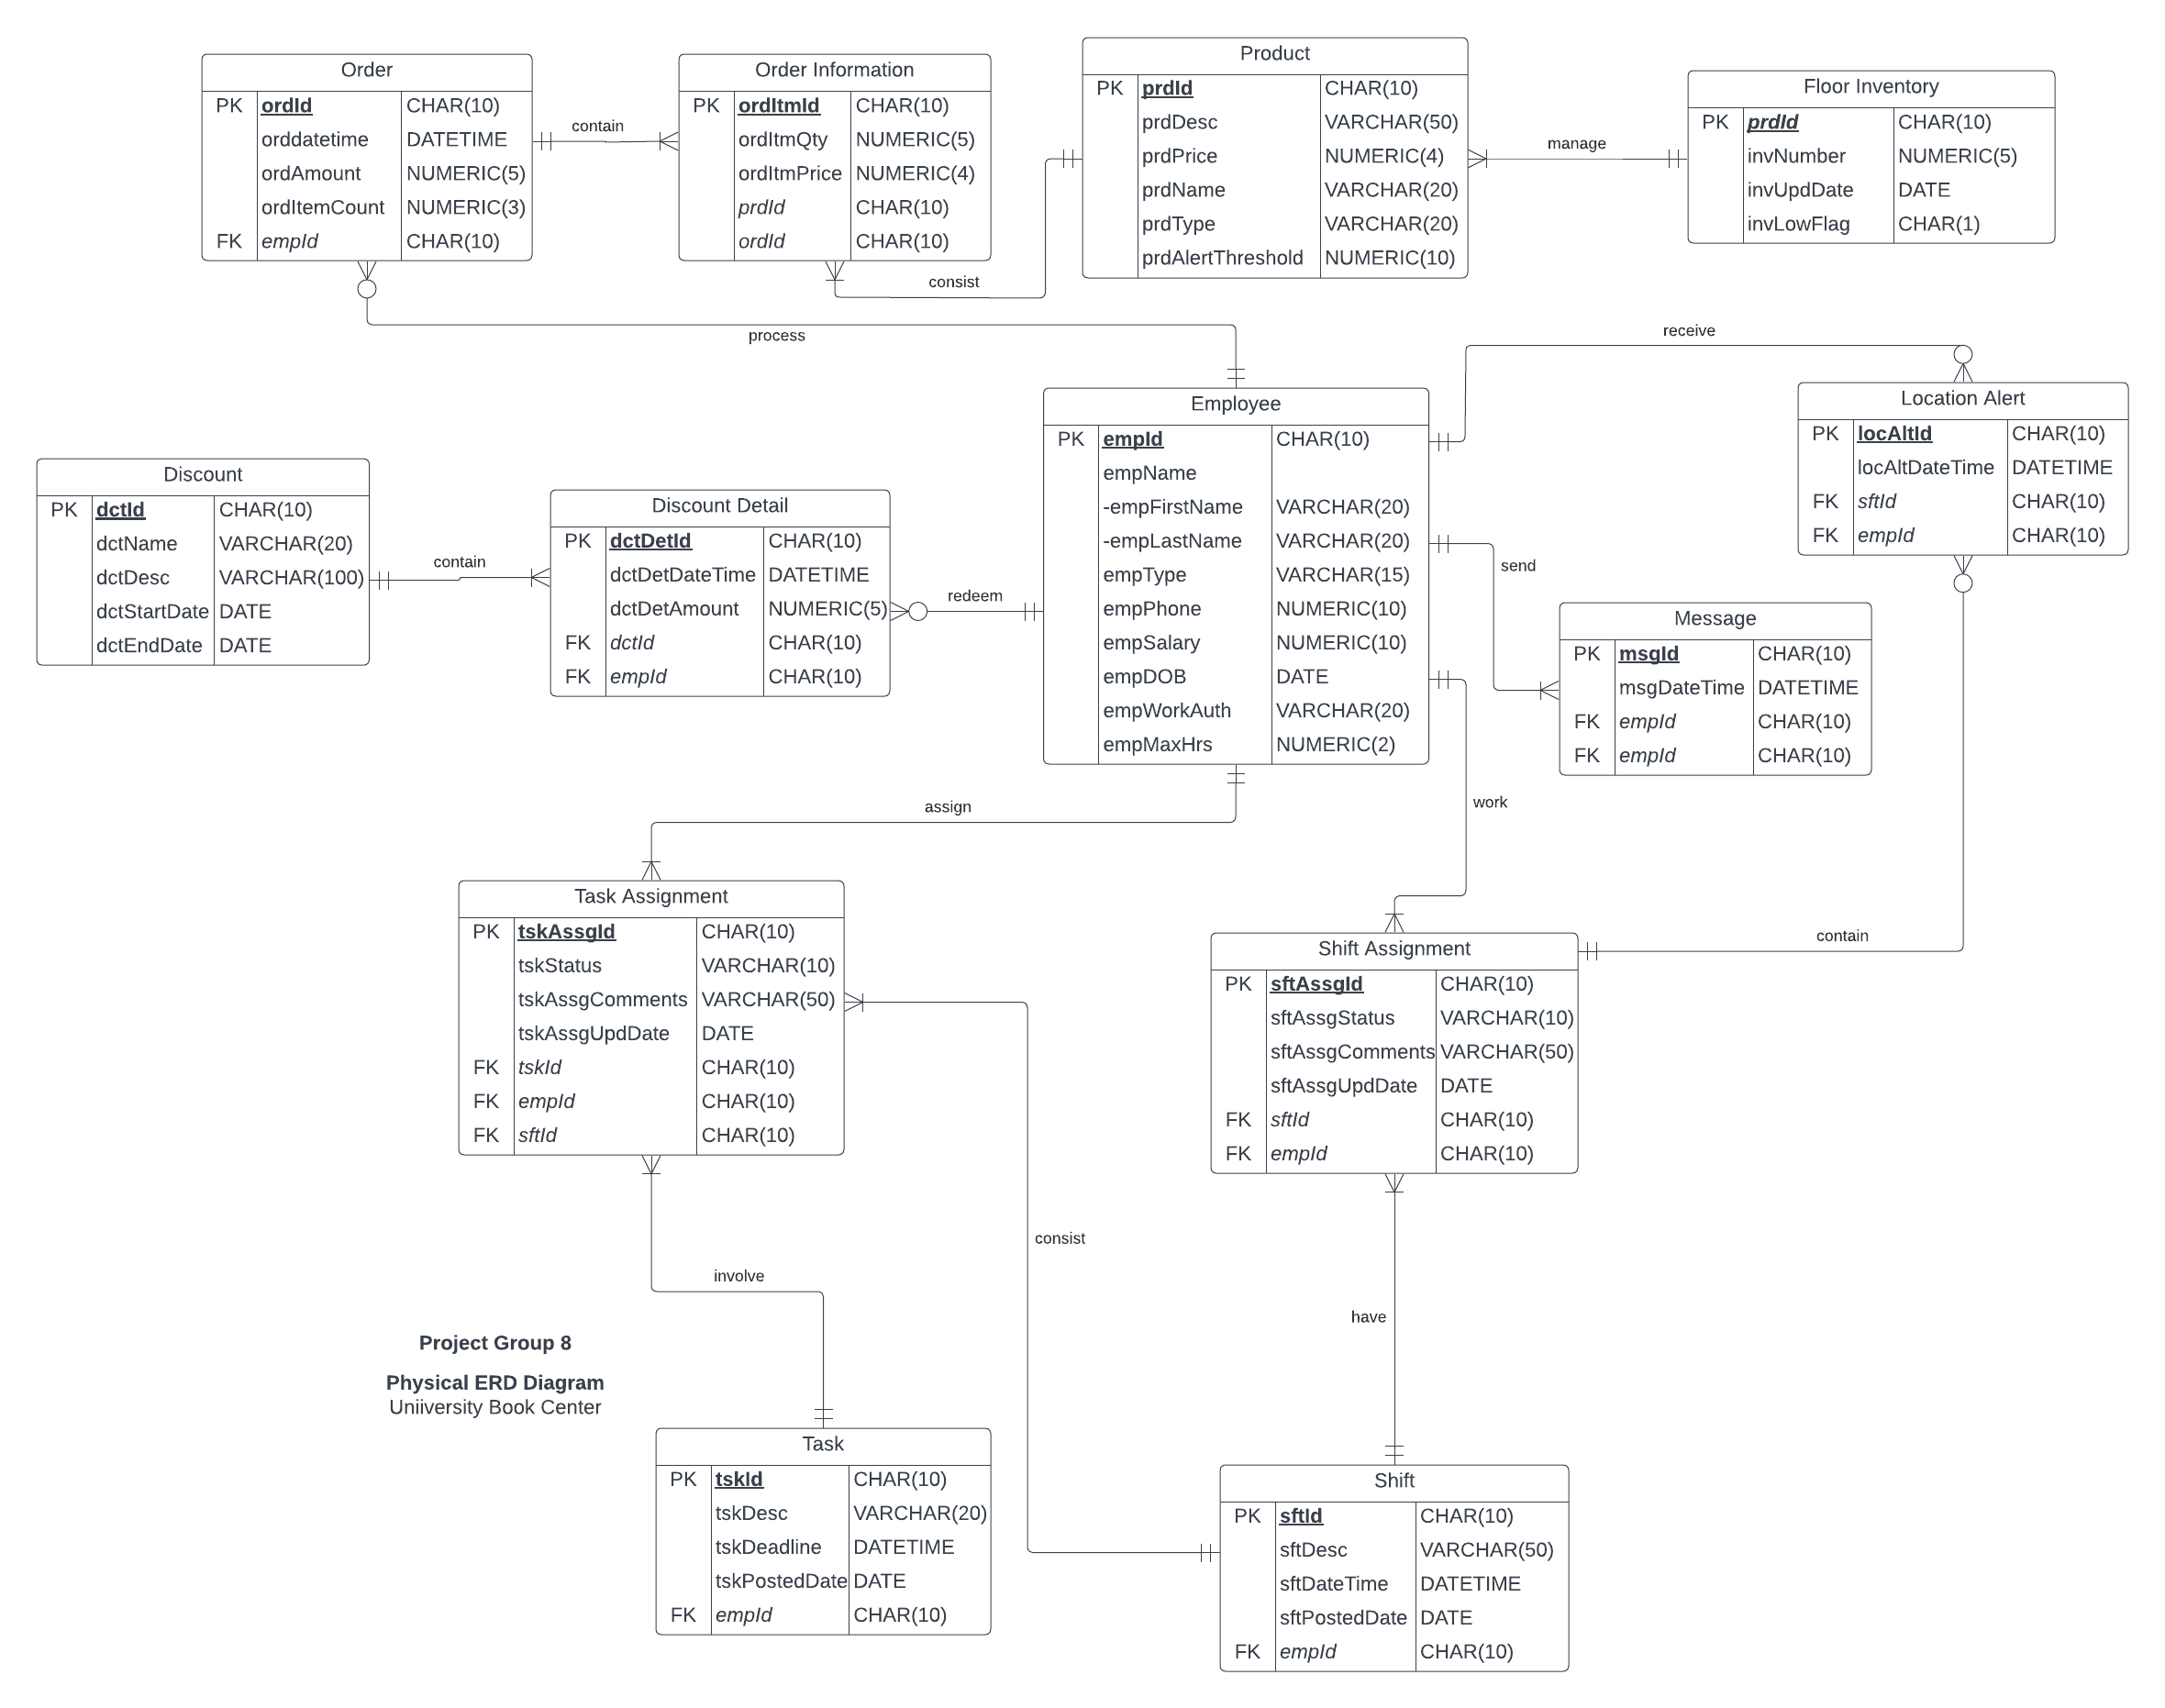 Order
PK ordId CHAR(10)
orddatetime DATETIME
ordAmount NUMERIC(5)
ordItemCount NUMERIC(3)
FK empId CHAR(10)
contain
Order Information
PK ordItmId CHAR(10)
ordItmQty NUMERIC(5)
ordItmPrice NUMERIC(4)
prdId CHAR(10)
ordId CHAR(10)
consist
Product
PK prdId CHAR(10)
prdDesc VARCHAR(50)
prdPrice NUMERIC(4)
prdName VARCHAR(20)
prdType VARCHAR(20)
prdAlertThreshold NUMERIC(10)
manage
Floor Inventory
PK prdId CHAR(10)
invNumber NUMERIC(5)
invUpdDate DATE
invLowFlag CHAR(1)
process
receive
Discount
PK dctId CHAR(10)
dctName VARCHAR(20)
dctDesc VARCHAR(100)
dctStartDate DATE
dctEndDate DATE
contain
Discount Detail
PK dctDetId CHAR(10)
dctDetDateTime DATETIME
dctDetAmount NUMERIC(5)
FK dctId CHAR(10)
FK empId CHAR(10)
redeem
Employee
PK empId CHAR(10)
empName
-empFirstName VARCHAR(20)
-empLastName VARCHAR(20)
empType VARCHAR(15)
empPhone NUMERIC(10)
empSalary NUMERIC(10)
empDOB DATE
empWorkAuth VARCHAR(20)
empMaxHrs NUMERIC(2)
Location Alert
PK locAltId CHAR(10)
locAltDateTime DATETIME
FK sftId CHAR(10)
FK empId CHAR(10)
send
Message
PK msgId CHAR(10)
msgDateTime DATETIME
FK empId CHAR(10)
FK empId CHAR(10)
assign
work
Task Assignment
PK tskAssgId CHAR(10)
tskStatus VARCHAR(10)
tskAssgComments VARCHAR(50)
tskAssgUpdDate DATE
FK tskId CHAR(10)
FK empId CHAR(10)
FK sftId CHAR(10)
Shift Assignment
PK sftAssgId CHAR(10)
sftAssgStatus VARCHAR(10)
sftAssgComments VARCHAR(50)
sftAssgUpdDate DATE
FK sftId CHAR(10)
FK empId CHAR(10)
contain
consist
involve
have
Project Group 8
Physical ERD Diagram
Uniiversity Book Center
Task
PK tskId CHAR(10)
tskDesc VARCHAR(20)
tskDeadline DATETIME
tskPostedDate DATE
FK empId CHAR(10)
Shift
PK sftId CHAR(10)
sftDesc VARCHAR(50)
sftDateTime DATETIME
sftPostedDate DATE
FK empId CHAR(10)